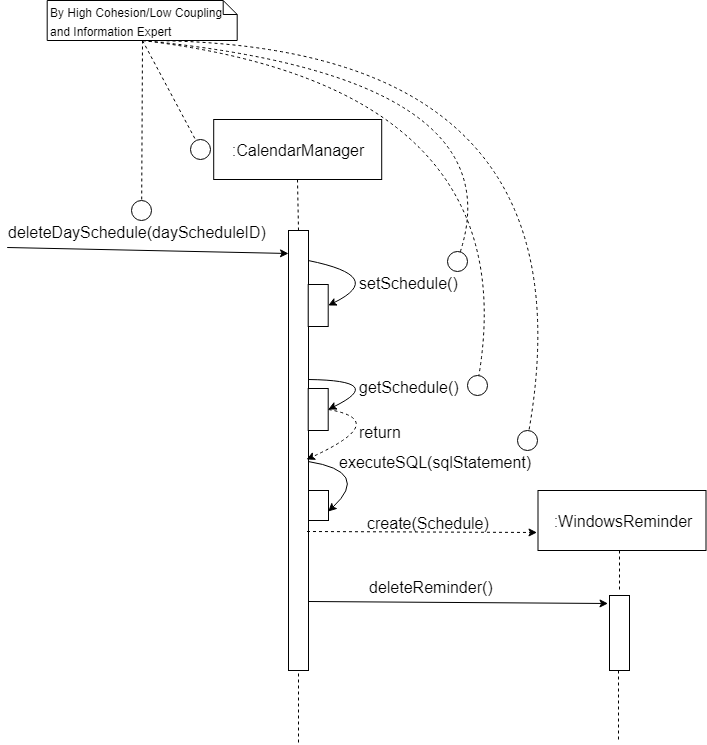 By High Cohesion/Low Coupling
and Information Expert
:CalendarManager
deleteDaySchedule(dayScheduleID)
setSchedule()
getSchedule()
return
executeSQL(sqlStatement)
create(Schedule)
:WindowsReminder
deleteReminder()